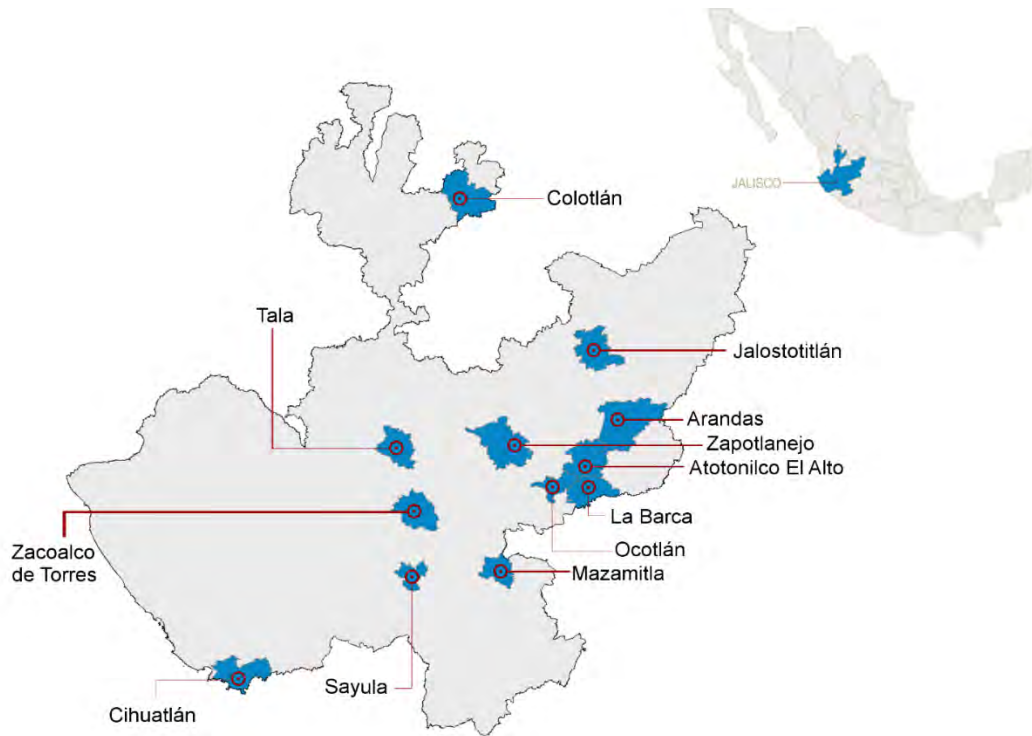 JALISCO
Colotlán
Tala
Jalostotitlán
Arandas
Zapotlanejo
Atotonilco El Alto
La Barca
Ocotlán
Zacoalco
de Torres
Mazamitla
Sayula
Cihuatlán